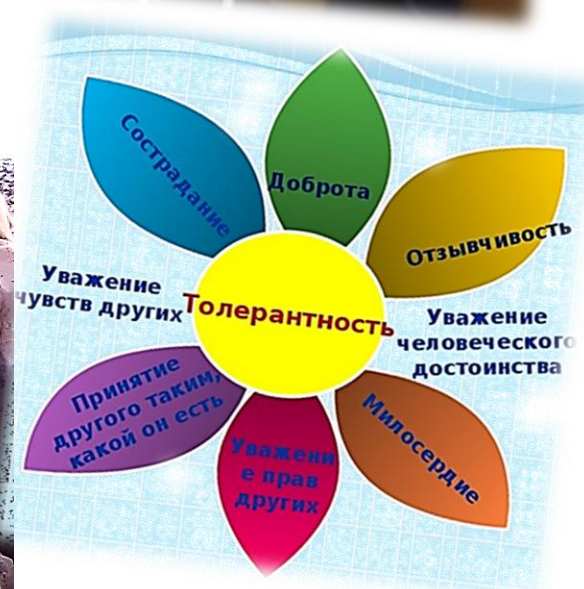 Сострадание
Доброта
Отзывчивость
Уважение
чувств других
Толерантность
Уважение
человеческого
достоинства
Принятие
другого таким,
какой он есть
Уважени
е прав
других
Милосердие